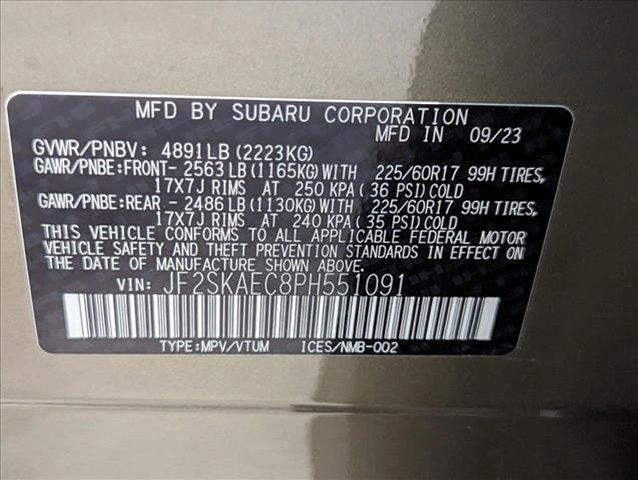 MFD BY SUBARU CORPORATION
GVWR/PNBV: 4891LB (2223KG) MFD IN 09/23
GAWR/PNBE:FRONT- 2563 LB (1165KG) WITH 225/60R17 99H TIRES,
17X7J RIMS AT 250 KPA (36 PSI) COLD
GAWR/PNBE:REAR - 2486 LB (1130KG) WITH 225/60R17 99H TIRES,
17X7J RIMS AT 240 KPA (35 PSI) COLD
THIS VEHICLE CONFORMS TO ALL APPLICABLE FEDERAL MOTOR
VEHICLE SAFETY AND THEFT PREVENTION STANDARDS IN EFFECT ON
THE DATE OF MANUFACTURE SHOWN ABOVE.
VIN: JF2SKAEC8PH551091
TYPE:MPV/VTUM ICES/NMB-002